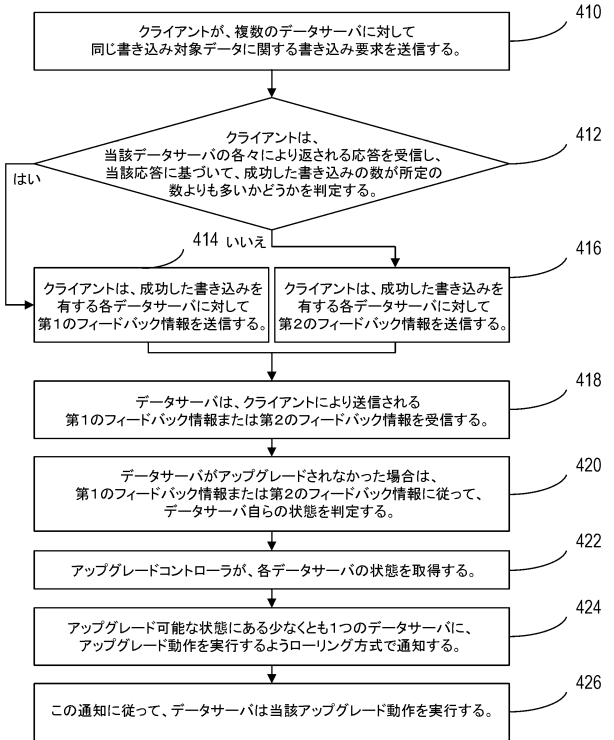 クライアントが、複数のデータサーバに対して
同じ書き込み対象データに関する書き込み要求を送信する。
410
クライアントは、
当該データサーバの各々により返される応答を受信し、
当該応答に基づいて、成功した書き込みの数が所定の
数よりも多いかどうかを判定する。
412
はい
414
いいえ
416
クライアントは、成功した書き込みを
有する各データサーバに対して
第1のフィードバック情報を送信する。
クライアントは、成功した書き込みを
有する各データサーバに対して
第2のフィードバック情報を送信する。
データサーバは、クライアントにより送信される
第1のフィードバック情報または第2のフィードバック情報を受信する。
418
データサーバがアップグレードされなかった場合は、
第1のフィードバック情報または第2のフィードバック情報に従って、
データサーバ自らの状態を判定する。
420
アップグレードコントローラが、各データサーバの状態を取得する。
422
アップグレード可能な状態にある少なくとも1つのデータサーバに、
アップグレード動作を実行するようローリング方式で通知する。
424
この通知に従って、データサーバは当該アップグレード動作を実行する。
426